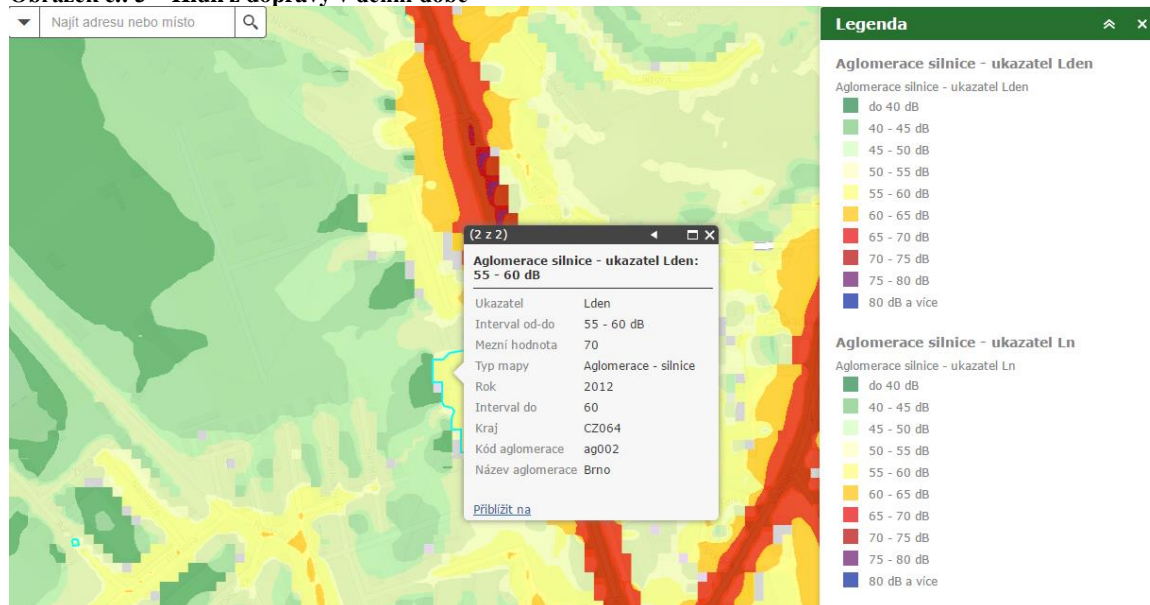 Najít adresu nebo místo
(2 z 2)
Aglomerace silnice - ukazatel Lden:
55 - 60 dB
Ukazatel Lden
Interval od-do 55 - 60 dB
Mezní hodnota 70
Typ mapy Aglomerace - silnice
Rok 2012
Interval do 60
Kraj CZ064
Kód aglomerace ag002
Název aglomerace Brno
Přiblížit na
Legenda
Aglomerace silnice - ukazatel Lden
Aglomerace silnice - ukazatel Lden
do 40 dB
40 - 45 dB
45 - 50 dB
50 - 55 dB
55 - 60 dB
60 - 65 dB
65 - 70 dB
70 - 75 dB
75 - 80 dB
80 dB a více
Aglomerace silnice - ukazatel Ln
Aglomerace silnice - ukazatel Ln
do 40 dB
40 - 45 dB
45 - 50 dB
50 - 55 dB
55 - 60 dB
60 - 65 dB
65 - 70 dB
70 - 75 dB
75 - 80 dB
80 dB a více